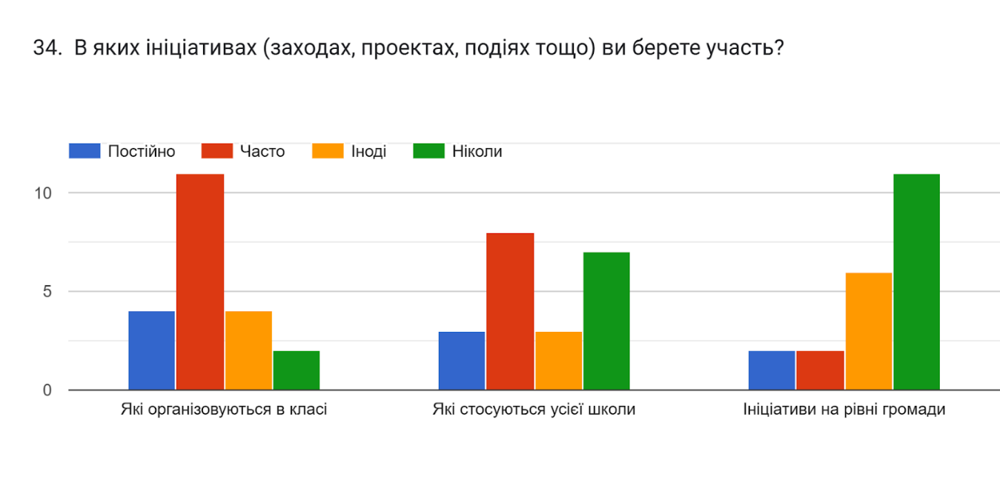 34. В яких ініціативах (заходах, проектах, подіях тощо) ви берете участь?
Постійно Часто Іноді Ніколи
10
5
0
Які організовуються в класі Які стосуються усієї школи Ініціативи на рівні громади